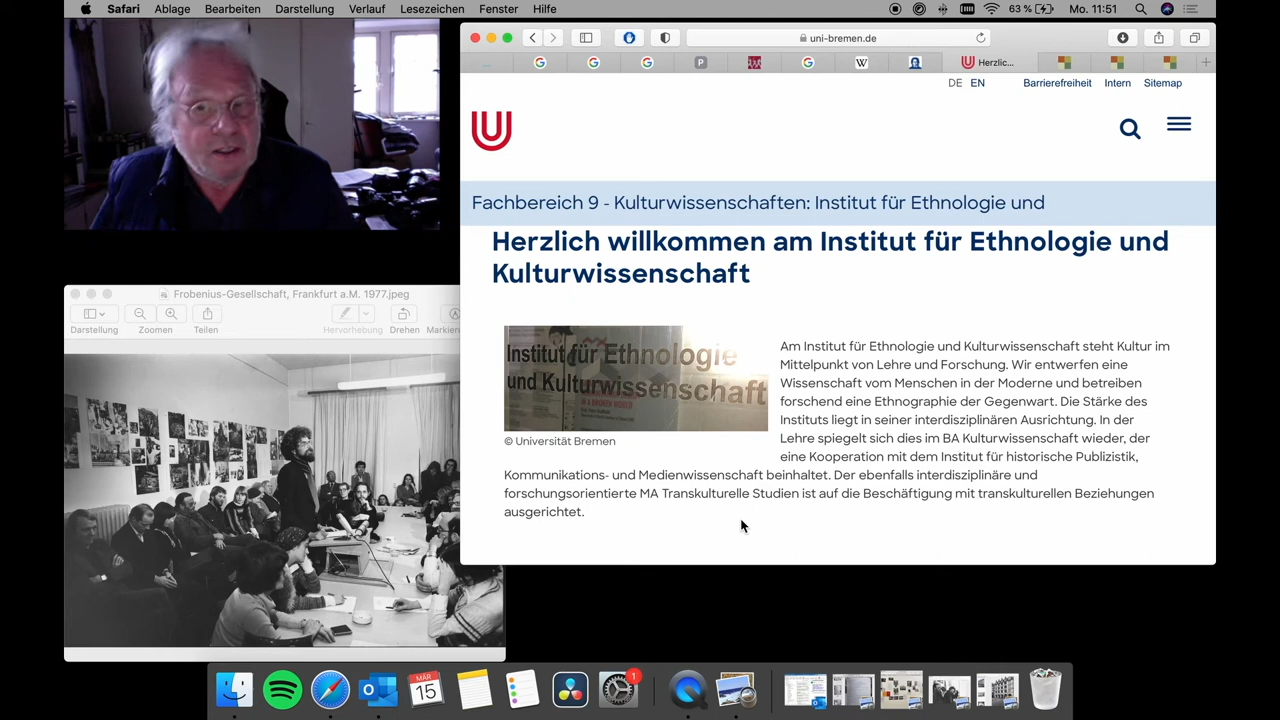 Safari Ablage Bearbeiten Darstellung Verlauf Lesezeichen Fenster Hilfe
63 % Mo. 11:51
uni-bremen.de
P W Herzlic...
DE EN Barrierefreiheit Intern Sitemap
Fachbereich 9 - Kulturwissenschaften: Institut für Ethnologie und
Herzlich willkommen am Institut für Ethnologie und
Kulturwissenschaft
Institut für Ethnologie
und Kulturwissenschaft
© Universität Bremen
Am Institut für Ethnologie und Kulturwissenschaft steht Kultur im
Mittelpunkt von Lehre und Forschung. Wir entwerfen eine
Wissenschaft vom Menschen in der Moderne und betreiben
forschend eine Ethnographie der Gegenwart. Die Stärke des
Instituts liegt in seiner interdisziplinären Ausrichtung. In der
Lehre spiegelt sich dies im BA Kulturwissenschaft wieder, der
eine Kooperation mit dem Institut für historische Publizistik,
Kommunikations- und Medienwissenschaft beinhaltet. Der ebenfalls interdisziplinäre und
forschungsorientierte MA Transkulturelle Studien ist auf die Beschäftigung mit transkulturellen Beziehungen
ausgerichtet.
Frobenius-Gesellschaft, Frankfurt a.M. 1977.jpeg
Darstellung Zoomen Teilen Hervorhebung Drehen Markier
MÄR
15
1